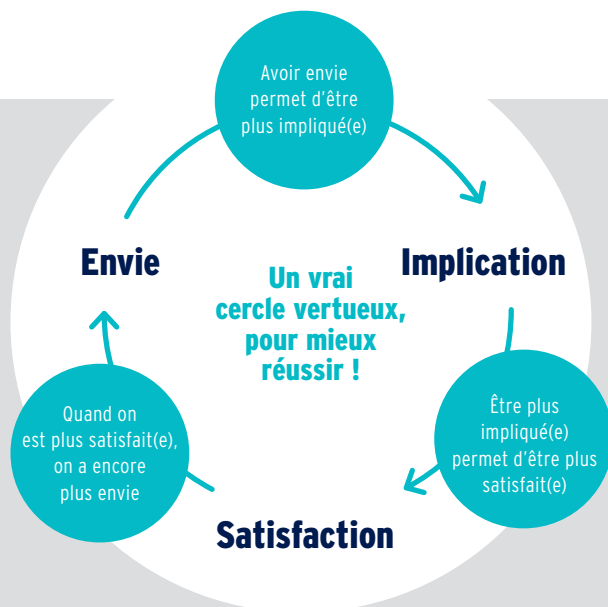 Avoir envie
permet d'être
plus impliqué(e)
Envie
Implication
Un vrai
cercle vertueux,
pour mieux
réussir !
Être plus
impliqué(e)
permet d'être plus
satisfait(e)
Quand on
est plus satisfait(e),
on a encore
plus envie
Satisfaction